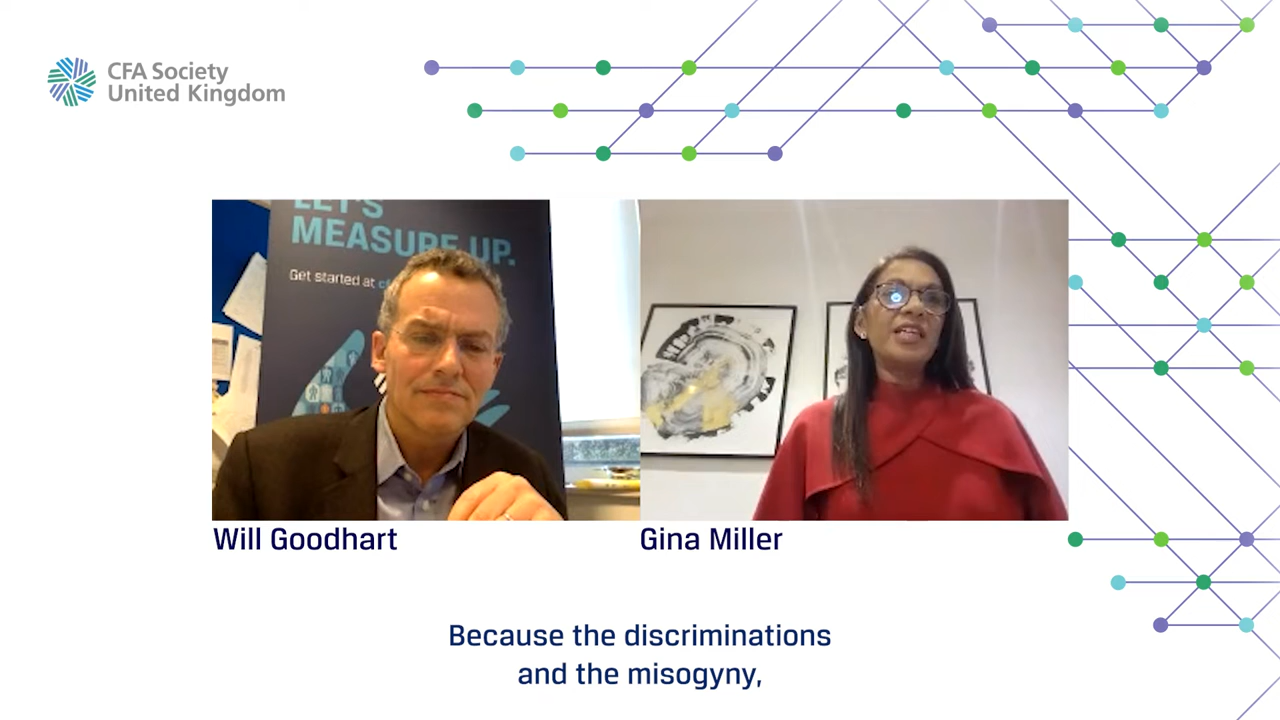 CFA Society
United Kingdom
LET'S
MEASURE UP.
Get started at
Will Goodhart
Gina Miller
Because the discriminations
and the misogyny,